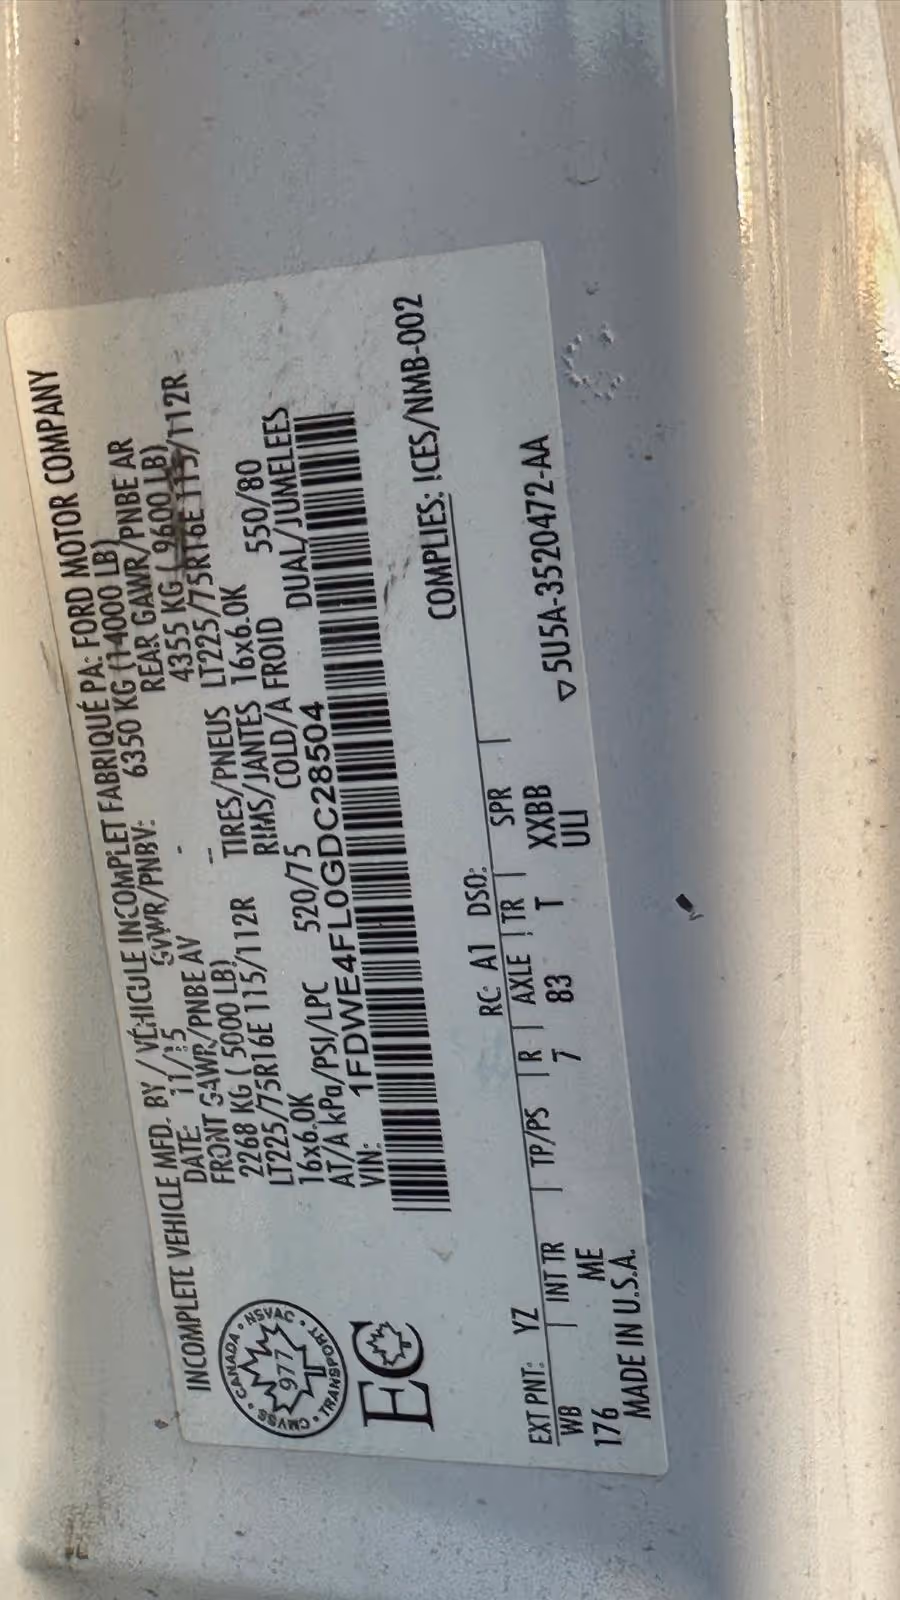 INCOMPLETE VEHICLE MFD. BY / VÉHICULE INCOMPLET FABRIQUÉ PA: FORD MOTOR COMPANY
DATE: 11/15 GVWR/PNBV: 6350 KG (14000 LB)
FRONT GAWR/PNBE AV REAR GAWR/PNBE AR
2268 KG ( 5000 LB) - 4355 KG ( 9600 LB)
LT225/75R16E 115/112R -- TIRES/PNEUS LT225/75R16E 115/112R
16x6.0K RIMS/JANTES 16x6.0K
AT/A kPa/PSI/LPC 520/75 COLD/A FROID 550/80
VIN: 1FDWE4FL0GDC28504 DUAL/JUMELEES
CANADA • NSVAC • TRANSPORT • CMVSS
977
EC
COMPLIES: ICES/NMB-002
RC: A1 DSO:
EXT PNT: YZ
WB INT TR TP/PS R AXLE TR SPR
176 ME 7 83 T XXBB
ULI
MADE IN U.S.A. ▽ 5U5A-3520472-AA